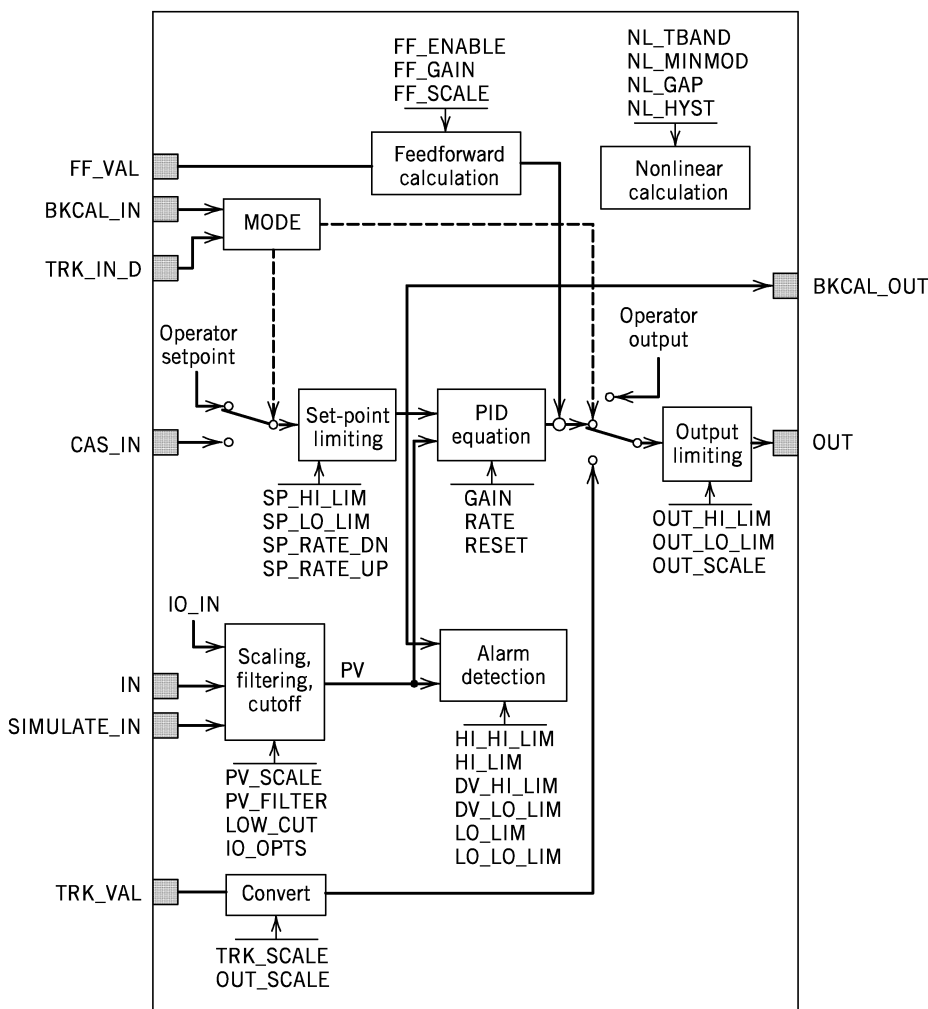 FF_ENABLE
FF_GAIN
FF_SCALE
NL_TBAND
NL_MINMOD
NL_GAP
NL_HYST
FF_VAL
Feedforward
calculation
Nonlinear
calculation
BKCAL_IN
MODE
TRK_IN_D
BKCAL_OUT
Operator
setpoint
Operator
output
CAS_IN
Set-point
limiting
PID
equation
Output
limiting
OUT
SP_HI_LIM
SP_LO_LIM
SP_RATE_DN
SP_RATE_UP
GAIN
RATE
RESET
OUT_HI_LIM
OUT_LO_LIM
OUT_SCALE
IO_IN
IN
SIMULATE_IN
Scaling,
filtering,
cutoff
PV
Alarm
detection
PV_SCALE
PV_FILTER
LOW_CUT
IO_OPTS
HI_HI_LIM
HI_LIM
DV_HI_LIM
DV_LO_LIM
LO_LIM
LO_LO_LIM
TRK_VAL
Convert
TRK_SCALE
OUT_SCALE